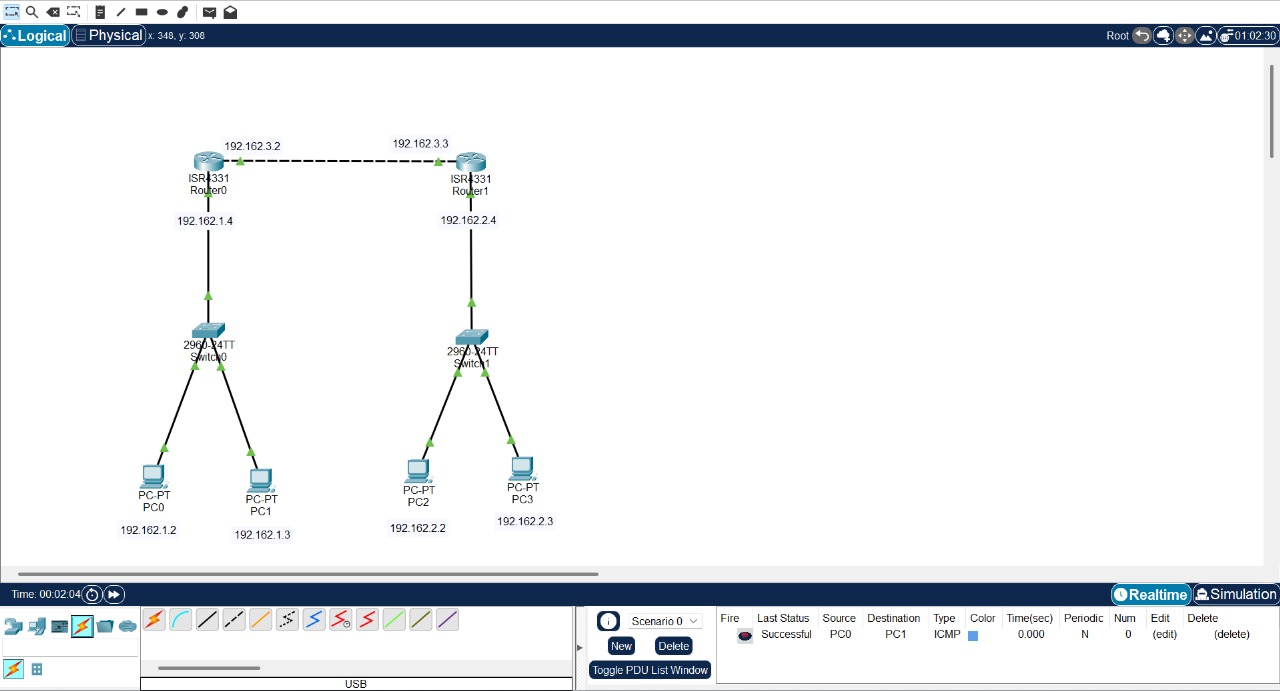 Logical Physical x: 348, y: 308 Root 01:02:30
192.162.3.2 192.162.3.3
ISR4331 ISR4331
Router0 Router1
192.162.1.4 192.162.2.4
2960-24TT 2960-24TT
Switch0 Switch1
PC-PT PC-PT PC-PT PC-PT
PC0 PC1 PC2 PC3
192.162.1.2 192.162.1.3 192.162.2.2 192.162.2.3
Time: 00:02:04 Realtime Simulation
Scenario 0
New Delete
Toggle PDU List Window
Fire Last Status Source Destination Type Color Time(sec) Periodic Num Edit Delete
Successful PC0 PC1 ICMP 0.000 N 0 (edit) (delete)
USB